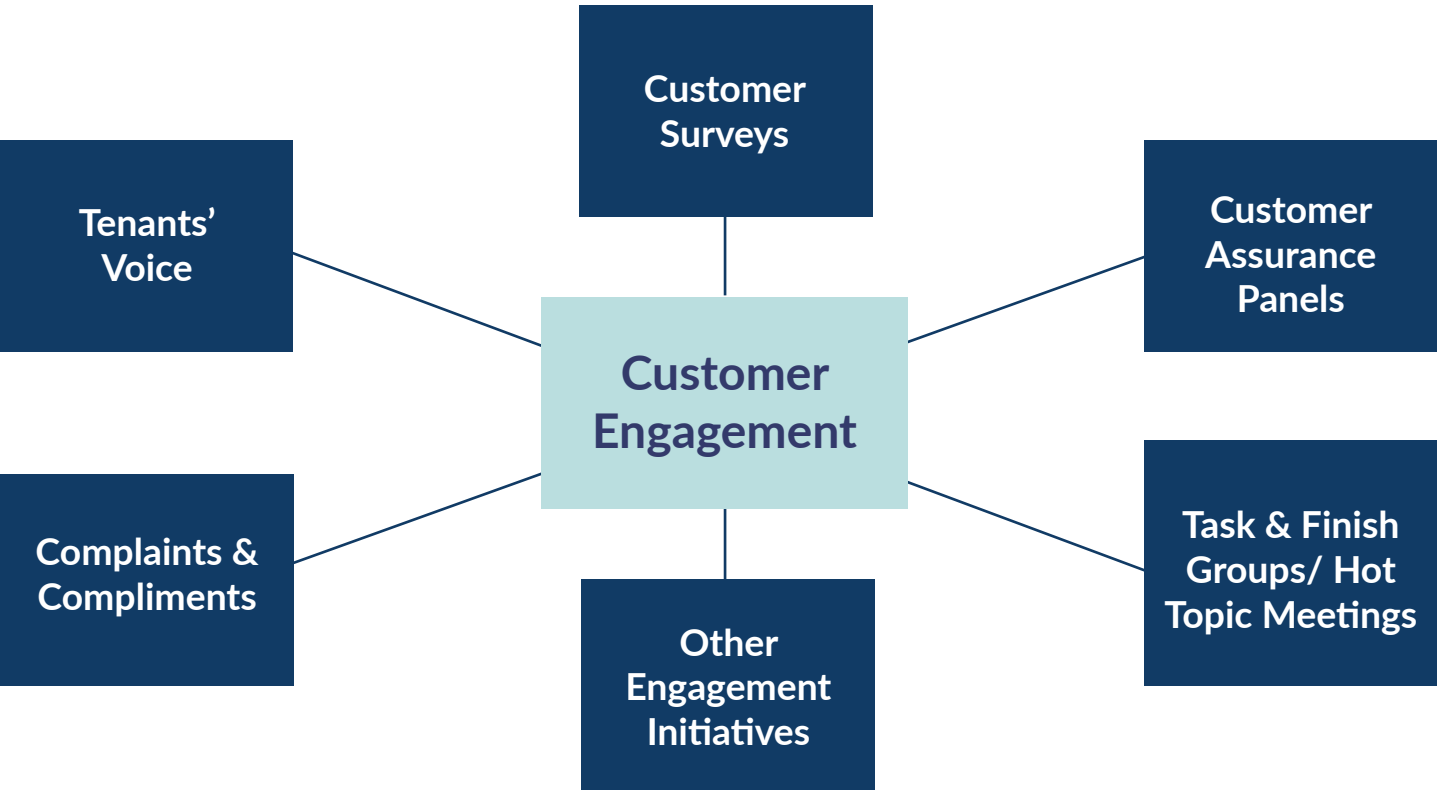 Customer
Surveys
Tenants’
Voice
Customer
Assurance
Panels
Customer
Engagement
Complaints &
Compliments
Task & Finish
Groups/ Hot
Topic Meetings
Other
Engagement
Initiatives